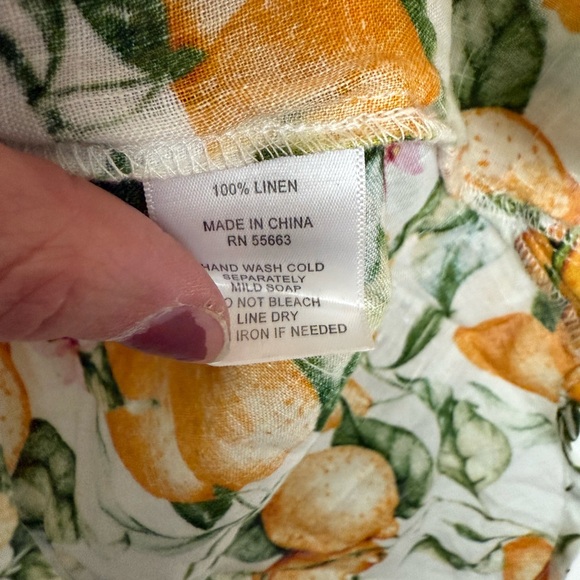 100% LINEN
MADE IN CHINA
RN 55663
HAND WASH COLD
SEPARATELY
MILD SOAP
DO NOT BLEACH
LINE DRY
IRON IF NEEDED